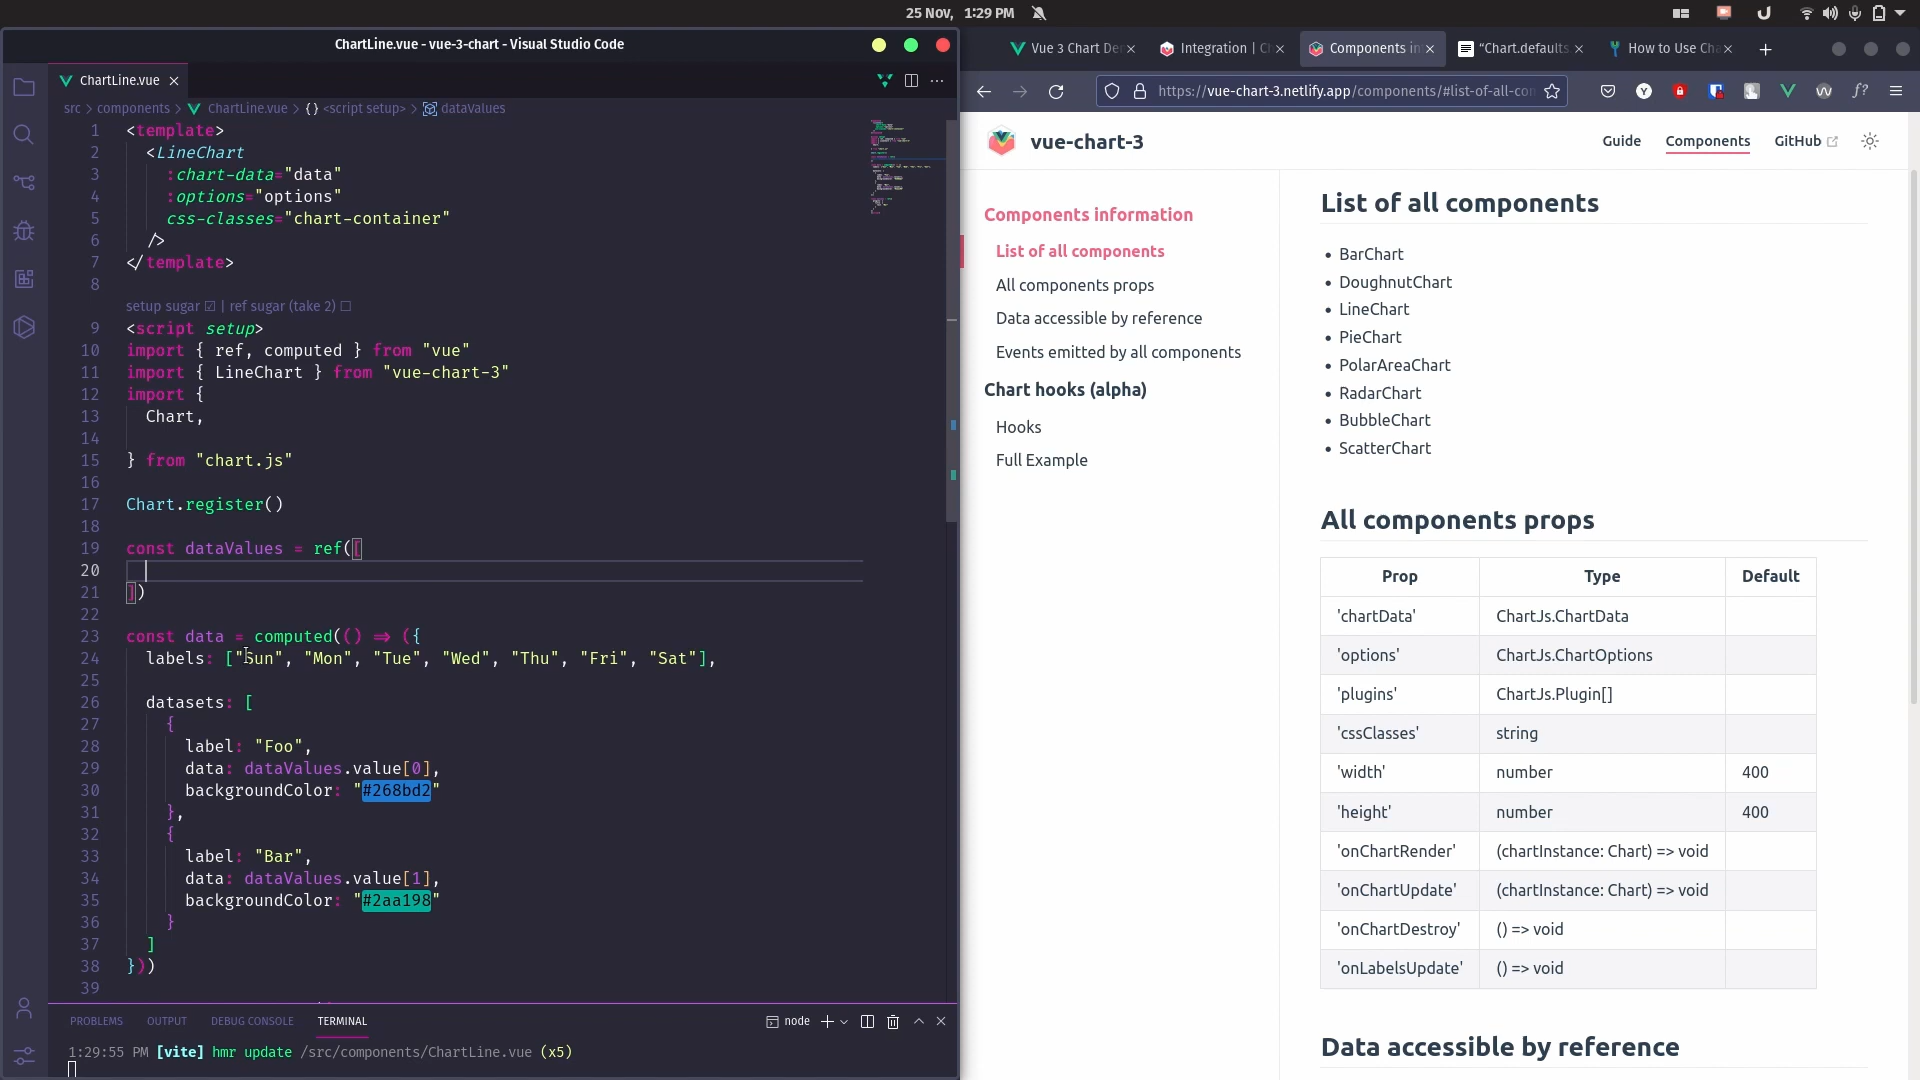 25 Nov, 1:29 PM
ChartLine.vue - vue-3-chart - Visual Studio Code
ChartLine.vue
src > components > ChartLine.vue > {} <script setup> > dataValues
1 <template>
2 <LineChart
3 :chart-data="data"
4 :options="options"
5 css-classes="chart-container"
6 />
7 </template>
8
setup sugar ☑ | ref sugar (take 2) ☐
9 <script setup>
10 import { ref, computed } from "vue"
11 import { LineChart } from "vue-chart-3"
12 import {
13 Chart,
14
15 } from "chart.js"
16
17 Chart.register()
18
19 const dataValues = ref([
20
21 ])
22
23 const data = computed(() => ({
24 labels: ["Sun", "Mon", "Tue", "Wed", "Thu", "Fri", "Sat"],
25
26 datasets: [
27 {
28 label: "Foo",
29 data: dataValues.value[0],
30 backgroundColor: "#268bd2"
31 },
32 {
33 label: "Bar",
34 data: dataValues.value[1],
35 backgroundColor: "#2aa198"
36 }
37 ]
38 }))
39
PROBLEMS OUTPUT DEBUG CONSOLE TERMINAL node
1:29:55 PM [vite] hmr update /src/components/ChartLine.vue (x5)
Vue 3 Chart De
Integration | C
Components in
"Chart.defaults
How to Use Cha
https://vue-chart-3.netlify.app/components/#list-of-all-co
vue-chart-3
Guide Components GitHub
Components information
List of all components
All components props
Data accessible by reference
Events emitted by all components
Chart hooks (alpha)
Hooks
Full Example
List of all components
• BarChart
• DoughnutChart
• LineChart
• PieChart
• PolarAreaChart
• RadarChart
• BubbleChart
• ScatterChart
All components props
Prop Type Default
'chartData' ChartJs.ChartData
'options' ChartJs.ChartOptions
'plugins' ChartJs.Plugin[]
'cssClasses' string
'width' number 400
'height' number 400
'onChartRender' (chartInstance: Chart) => void
'onChartUpdate' (chartInstance: Chart) => void
'onChartDestroy' () => void
'onLabelsUpdate' () => void
Data accessible by reference